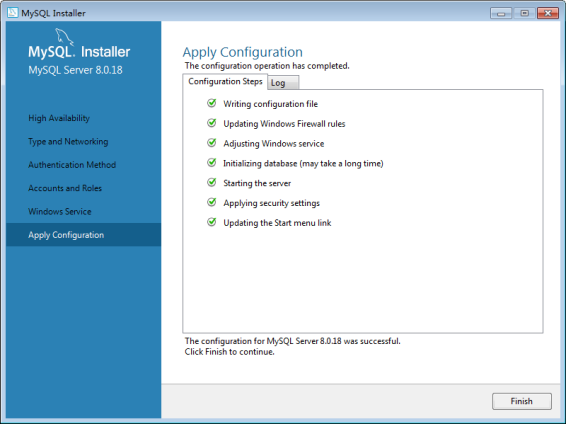 MySQL Installer
MySQL. Installer
MySQL Server 8.0.18
High Availability
Type and Networking
Authentication Method
Accounts and Roles
Windows Service
Apply Configuration
Apply Configuration
The configuration operation has completed.
Configuration Steps Log
Writing configuration file
Updating Windows Firewall rules
Adjusting Windows service
Initializing database (may take a long time)
Starting the server
Applying security settings
Updating the Start menu link
The configuration for MySQL Server 8.0.18 was successful.
Click Finish to continue.
Finish